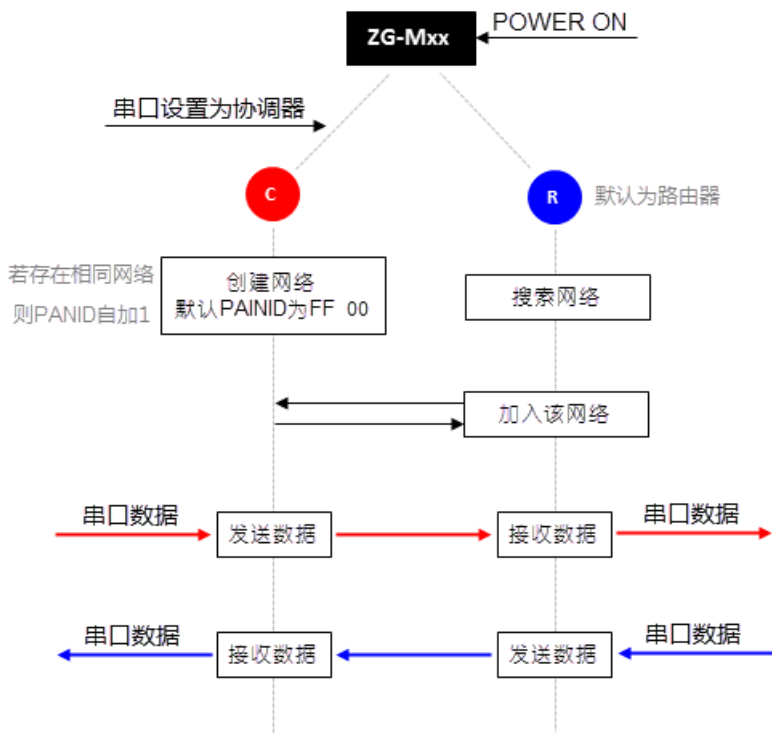 ZG-Mxx
POWER ON
串口设置为协调器
C
R
默认为路由器
若存在相同网络
则PANID自加1
创建网络
默认PAINID为FF 00
搜索网络
加入该网络
串口数据
发送数据
接收数据
串口数据
串口数据
接收数据
发送数据
串口数据